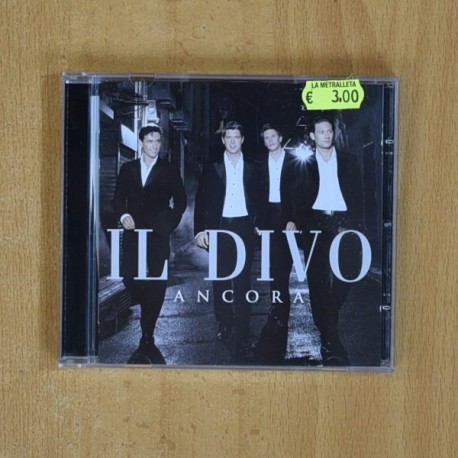 LA METRALLETA
€ 3.00
IL DIVO
ANCORA